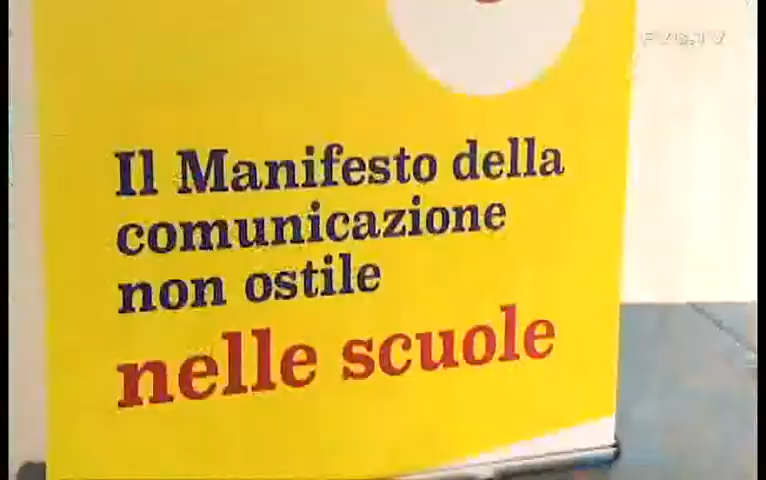 Il Manifesto della
comunicazione
non ostile
nelle scuole